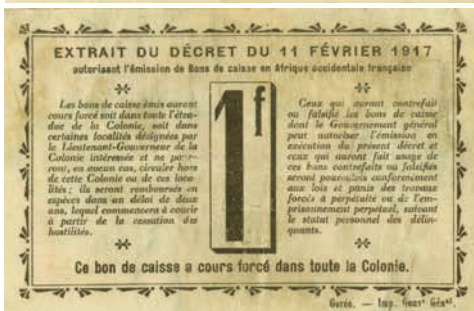 EXTRAIT DU DÉCRET DU 11 FÉVRIER 1917
autorisant l'émission de Bons de caisse en Afrique occidentale française
Les bons de caisse émis auront
cours forcé soit dans toute l'éten-
due de la Colonie, soit dans
certaines localités désignées par
le Lieutenant-Gouverneur de la
Colonie intéressée et ne pour-
ront, en aucun cas, circuler hors
de cette Colonie ou de ces loca-
lités; ils seront remboursés en
espèces dans un délai de deux
ans, lequel commencera à courir
à partir de la cessation des
hostilités.
1f
Ceux qui auront contrefait
ou falsifié les bons de caisse
dont le Gouvernement général
peut autoriser l'émission en
exécution du présent décret et
ceux qui auront fait usage de
ces bons contrefaits ou falsifiés
seront poursuivis conformément
aux lois et punis des travaux
forcés à perpétuité ou de l'em-
prisonnement perpétuel, suivant
le statut personnel des délin-
quants.
Ce bon de caisse a cours forcé dans toute la Colonie.
Gorée. — Imp. Gouvt Génal.